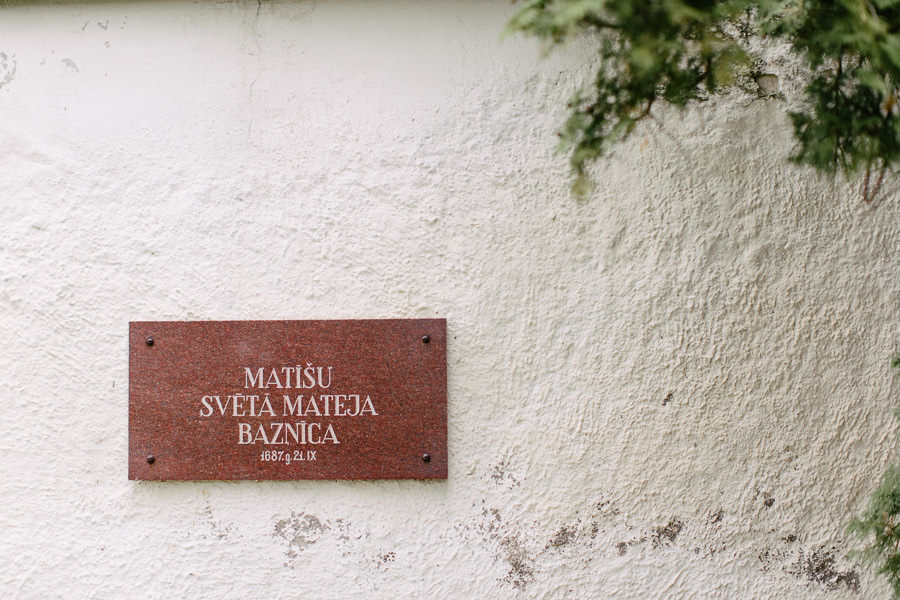 MATĪŠU
SVĒTĀ MATEJA
BAZNĪCA
1687.g. 21. IX